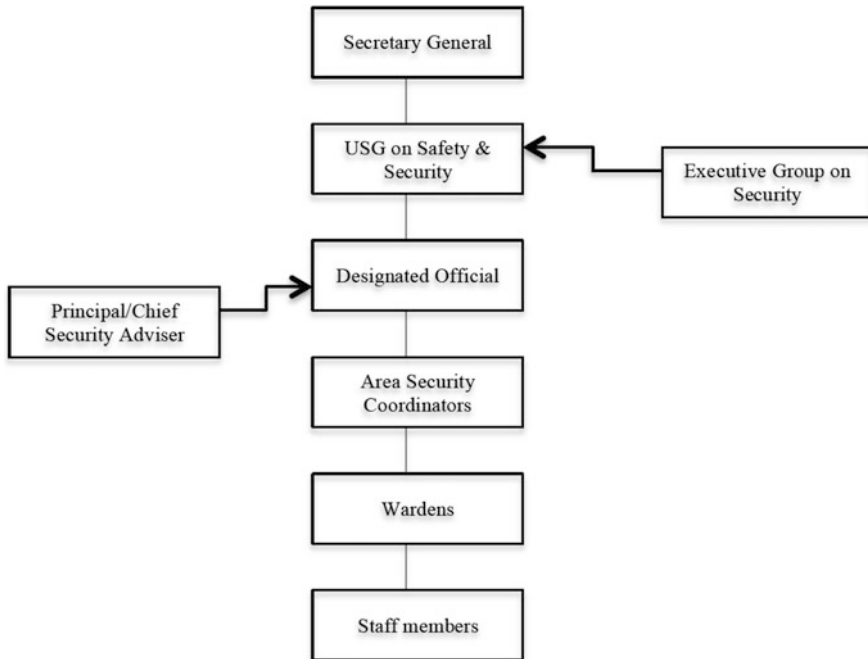 Secretary General
USG on Safety &
Security
Executive Group on
Security
Designated Official
Principal/Chief
Security Adviser
Area Security
Coordinators
Wardens
Staff members